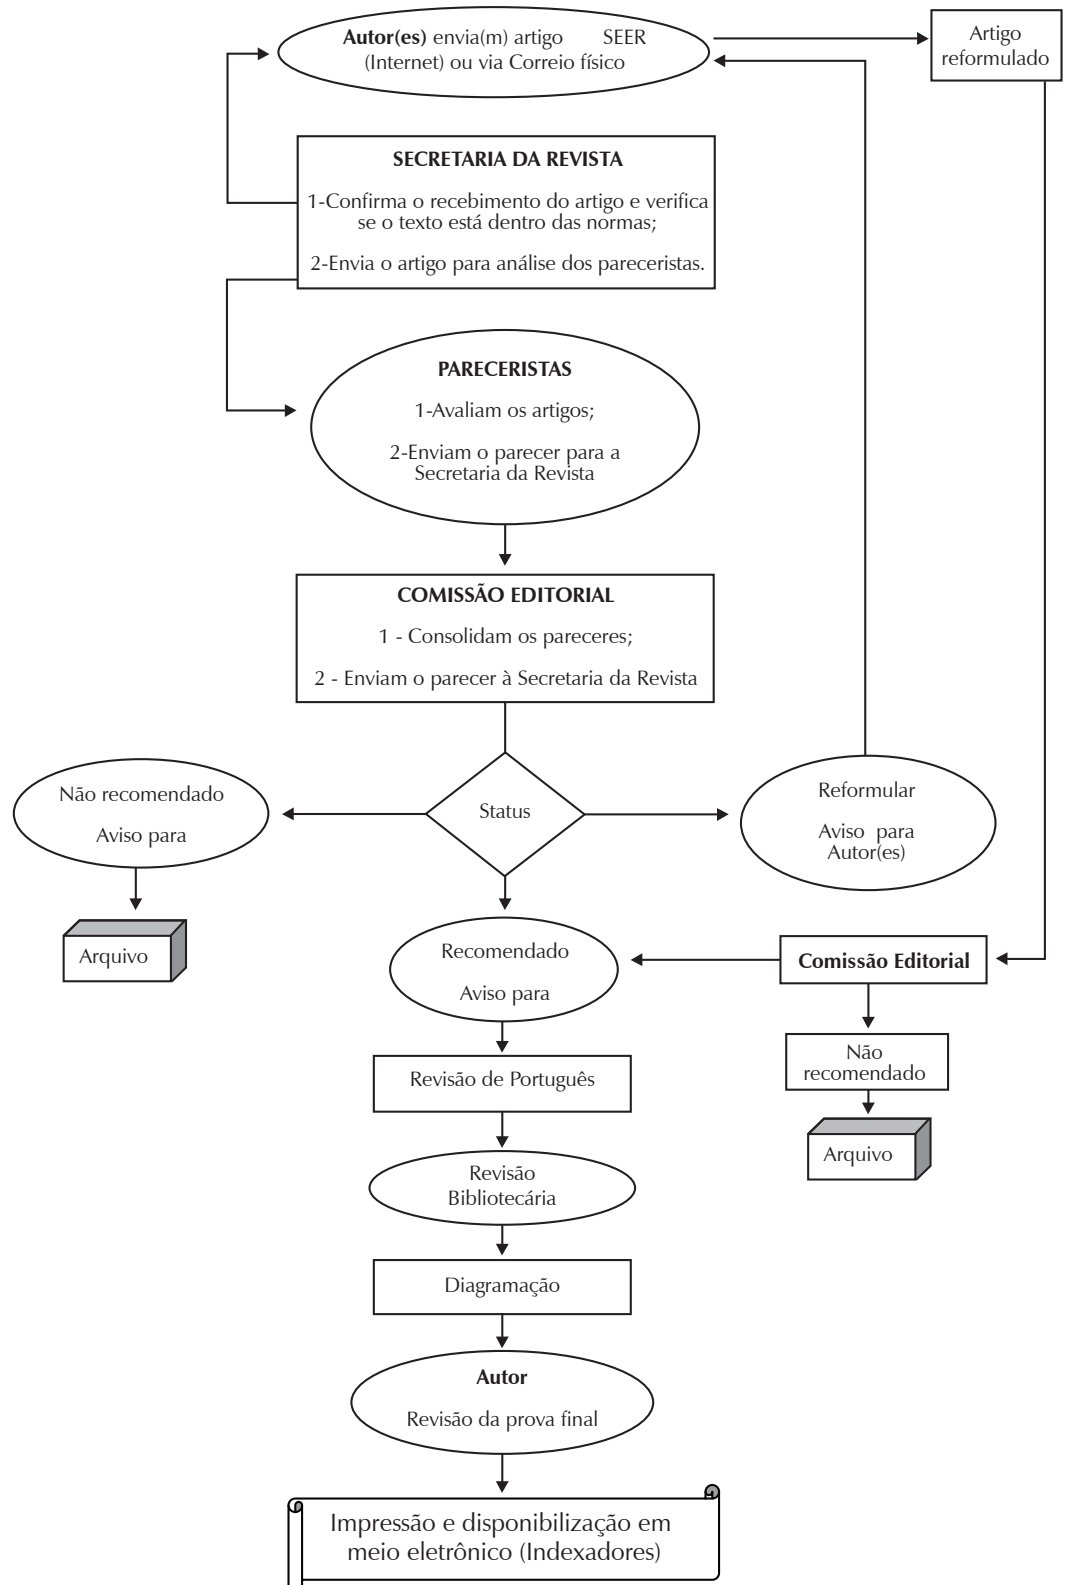 Autor(es) envia(m) artigo SEER
(Internet) ou via Correio físico
Artigo
reformulado
SECRETARIA DA REVISTA
1-Confirma o recebimento do artigo e verifica
se o texto está dentro das normas;
2-Envia o artigo para análise dos pareceristas.
PARECERISTAS
1-Avaliam os artigos;
2-Enviam o parecer para a
Secretaria da Revista
COMISSÃO EDITORIAL
1 - Consolidam os pareceres;
2 - Enviam o parecer à Secretaria da Revista
Não recomendado
Aviso para
Status
Reformular
Aviso para
Autor(es)
Arquivo
Recomendado
Aviso para
Comissão Editorial
Não
recomendado
Arquivo
Revisão de Português
Revisão
Bibliotecária
Diagramação
Autor
Revisão da prova final
Impressão e disponibilização em
meio eletrônico (Indexadores)